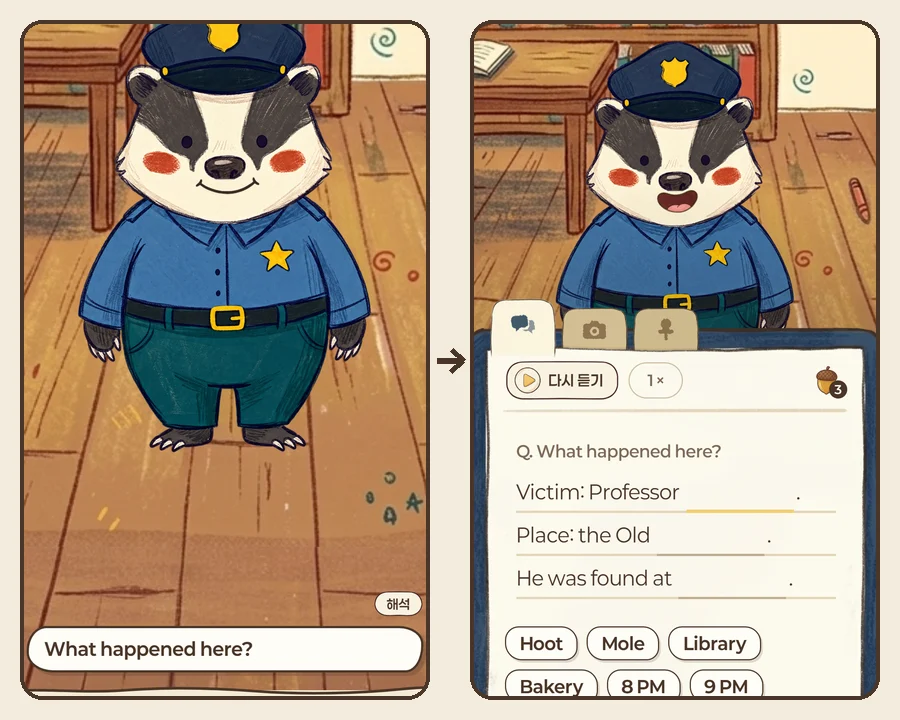 해석
What happened here?
다시 듣기
1×
3
Q. What happened here?
Victim: Professor .
Place: the Old .
He was found at .
Hoot
Mole
Library
Bakery
8 PM
9 PM